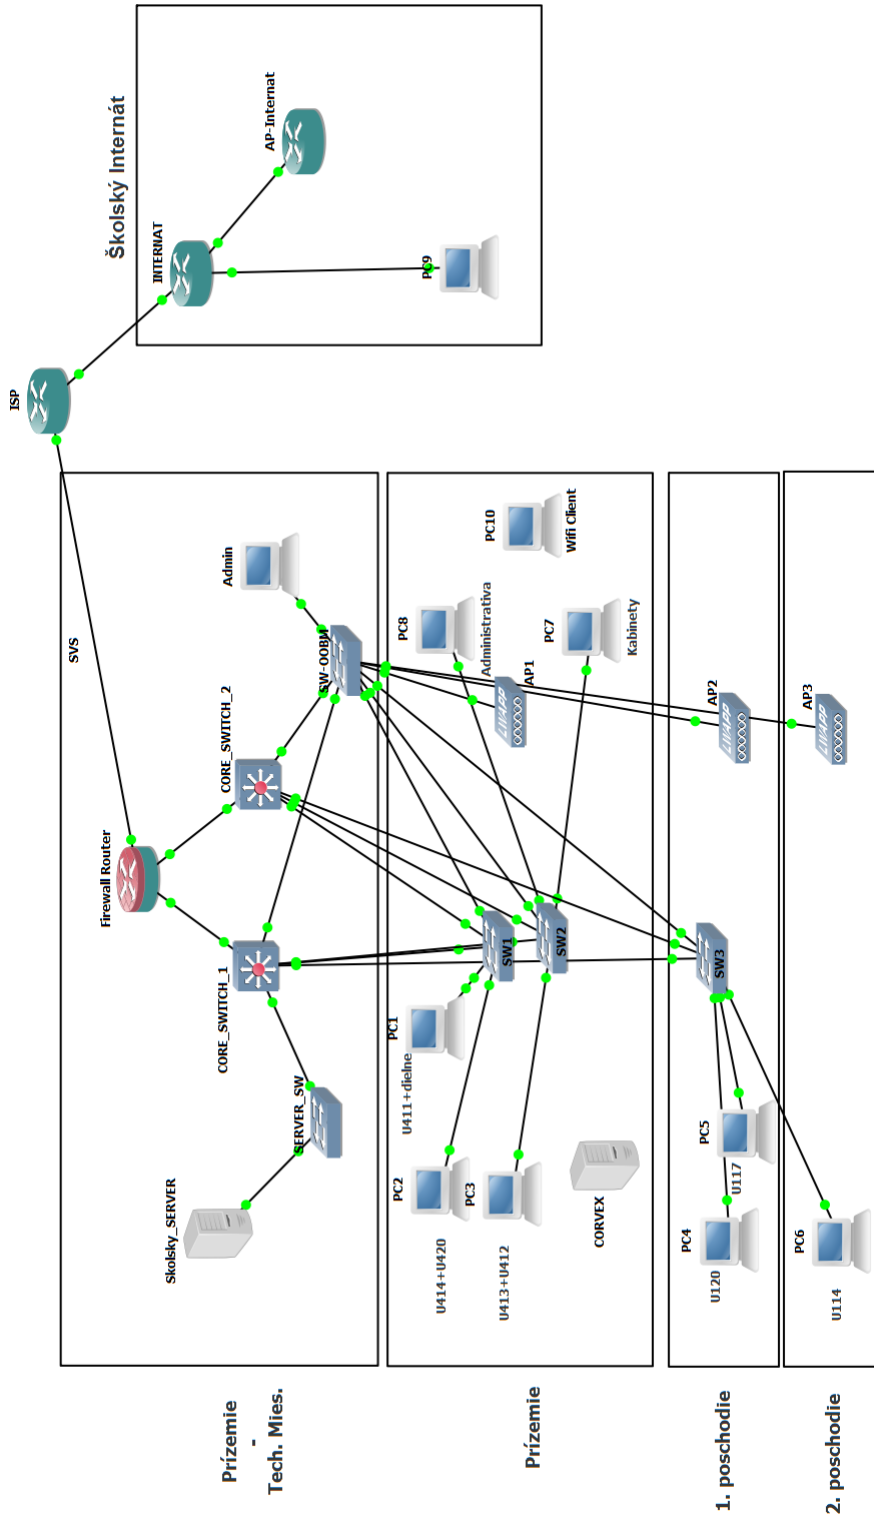 Školský Internát
AP-Internat
INTERNAT
PC9
ISP
SVS
Admin
Firewall Router
CORE_SWITCH_2
SW-OOBM
CORE_SWITCH_1
SERVER_SW
Skolsky_SERVER
Prízemie
-
Tech. Mies.
PC10
Wifi Client
PC8
Administratíva
PC7
Kabinety
AP1
SW1
SW2
PC1
U411+dielne
PC2
U414+U420
PC3
U413+U412
CORVEX
Prízemie
AP2
SW3
PC5
U117
PC4
U120
1. poschodie
AP3
PC6
U114
2. poschodie